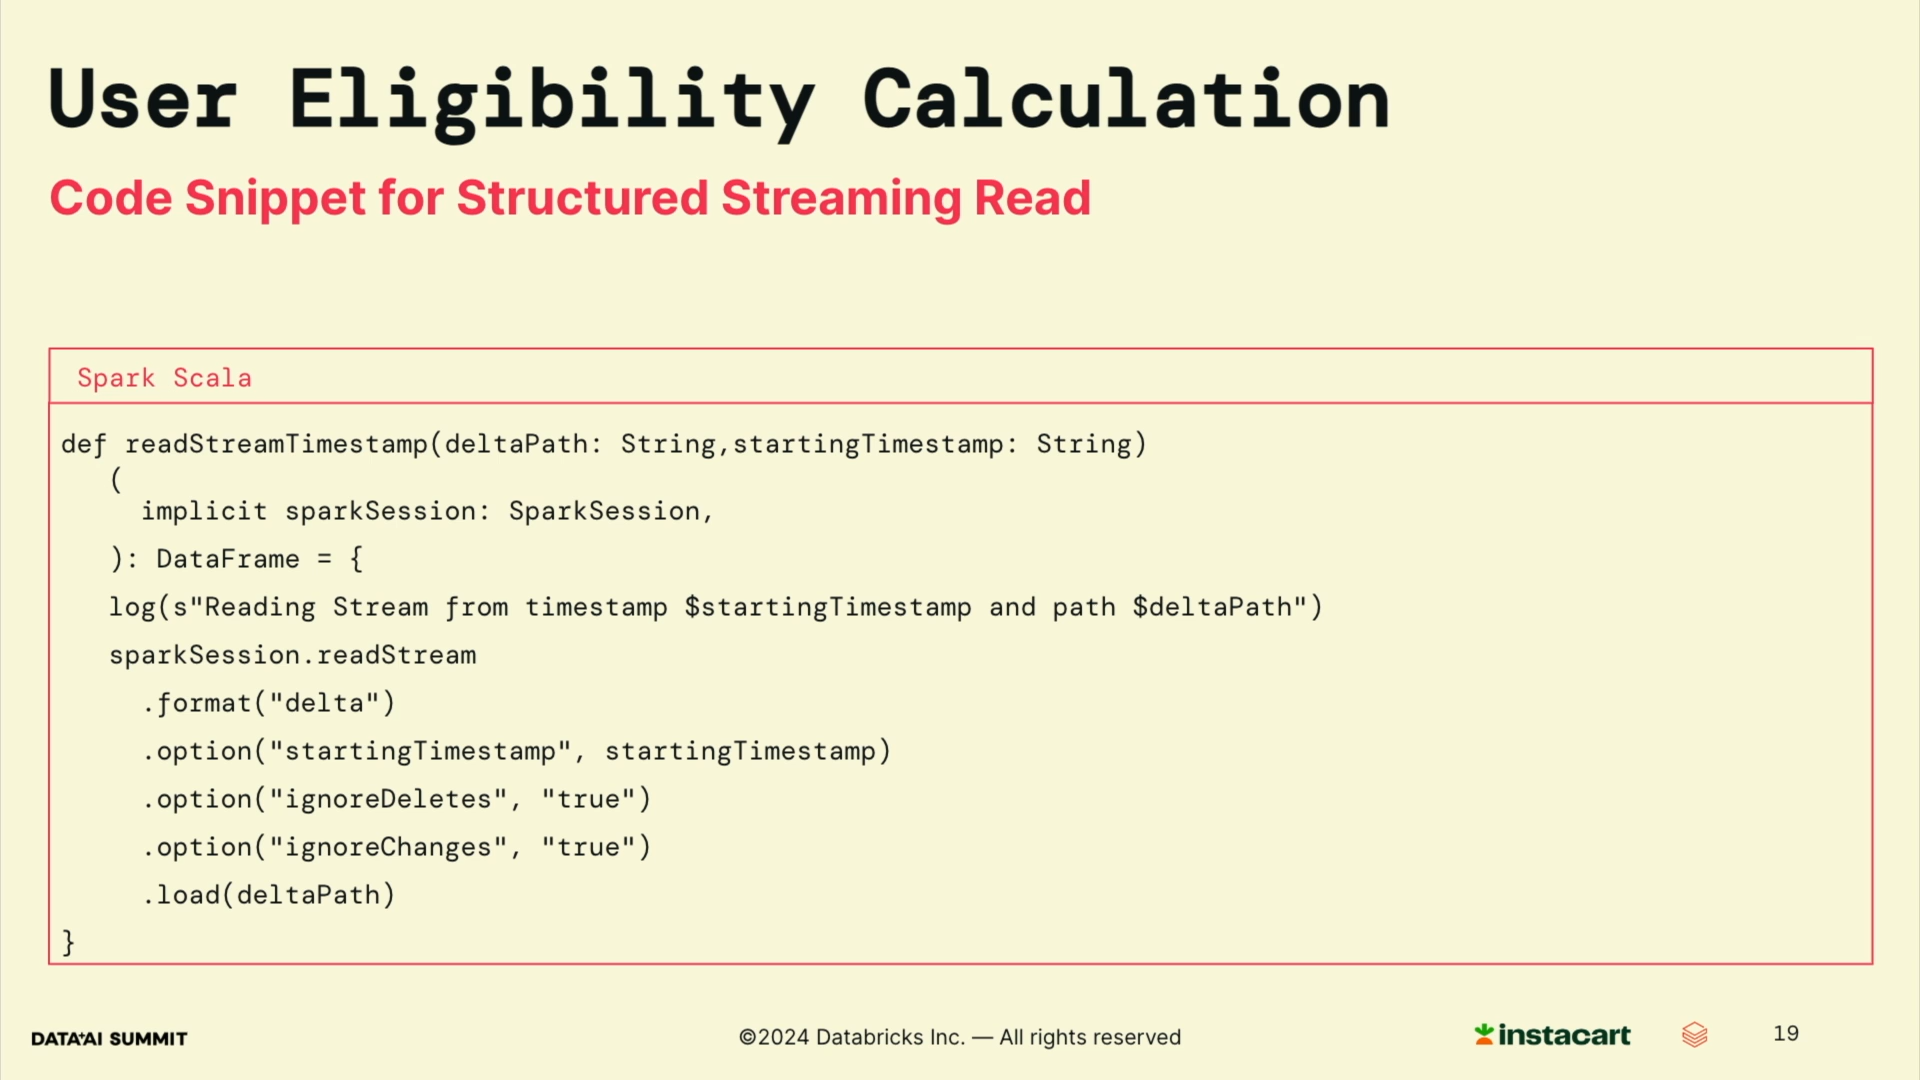 User Eligibility Calculation
Code Snippet for Structured Streaming Read
Spark Scala
def readStreamTimestamp(deltaPath: String,startingTimestamp: String)
(
implicit sparkSession: SparkSession,
): DataFrame = {
log(s"Reading Stream from timestamp $startingTimestamp and path $deltaPath")
sparkSession.readStream
.format("delta")
.option("startingTimestamp", startingTimestamp)
.option("ignoreDeletes", "true")
.option("ignoreChanges", "true")
.load(deltaPath)
}
DATA+AI SUMMIT
©2024 Databricks Inc. — All rights reserved
instacart
19